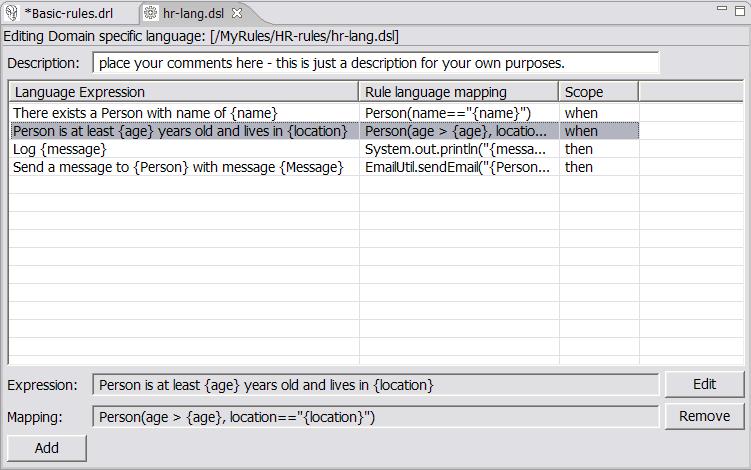 *Basic-rules.drl hr-lang.dsl
Editing Domain specific language: [/MyRules/HR-rules/hr-lang.dsl]
Description: place your comments here - this is just a description for your own purposes.
Language Expression Rule language mapping Scope
There exists a Person with name of {name} Person(name=="{name}") when
Person is at least {age} years old and lives in {location} Person(age > {age}, locatio... when
Log {message} System.out.println("{messa... then
Send a message to {Person} with message {Message} EmailUtil.sendEmail("{Person... then
Expression: Person is at least {age} years old and lives in {location} Edit
Mapping: Person(age > {age}, location=="{location}") Remove
Add